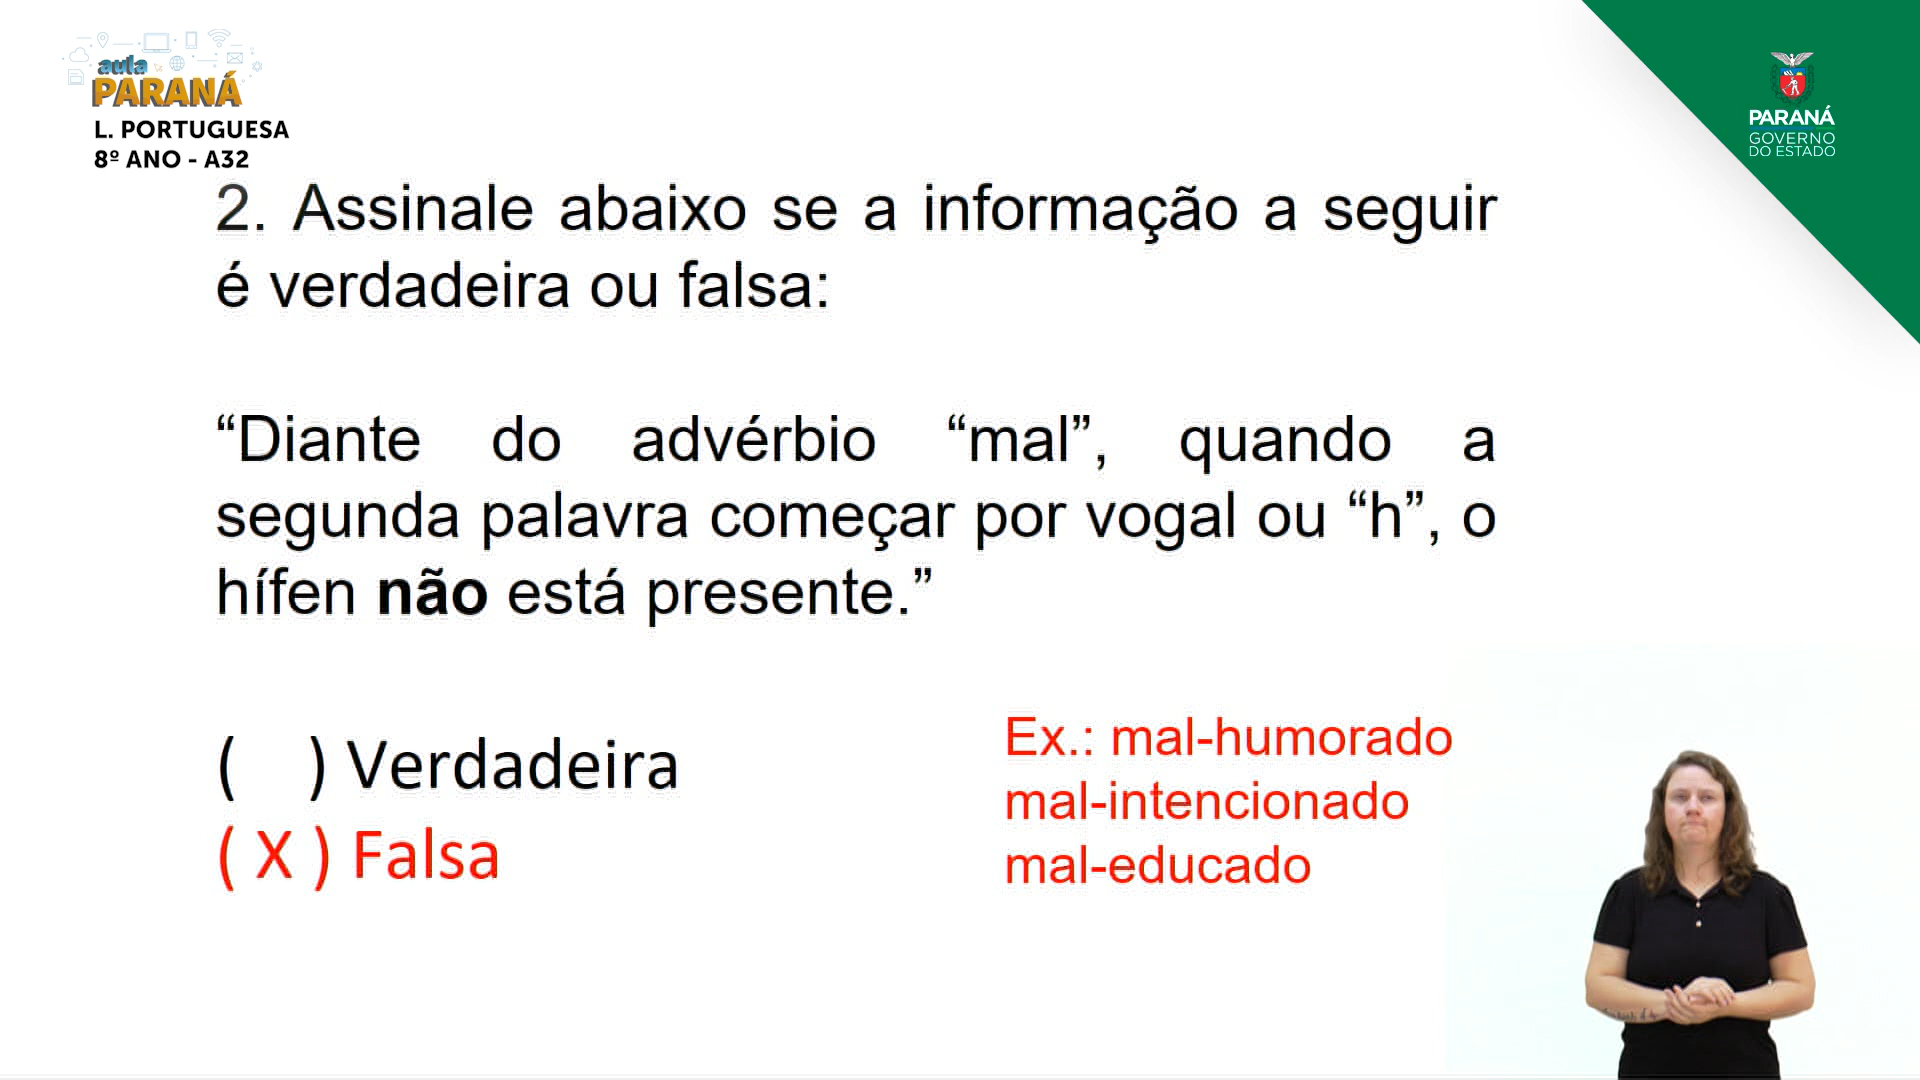 aula
PARANÁ
L. PORTUGUESA
8º ANO - A32
PARANÁ
GOVERNO
DO ESTADO
2. Assinale abaixo se a informação a seguir
é verdadeira ou falsa:
“Diante do advérbio “mal”, quando a
segunda palavra começar por vogal ou “h”, o
hífen não está presente.”
( ) Verdadeira
( X ) Falsa
Ex.: mal-humorado
mal-intencionado
mal-educado